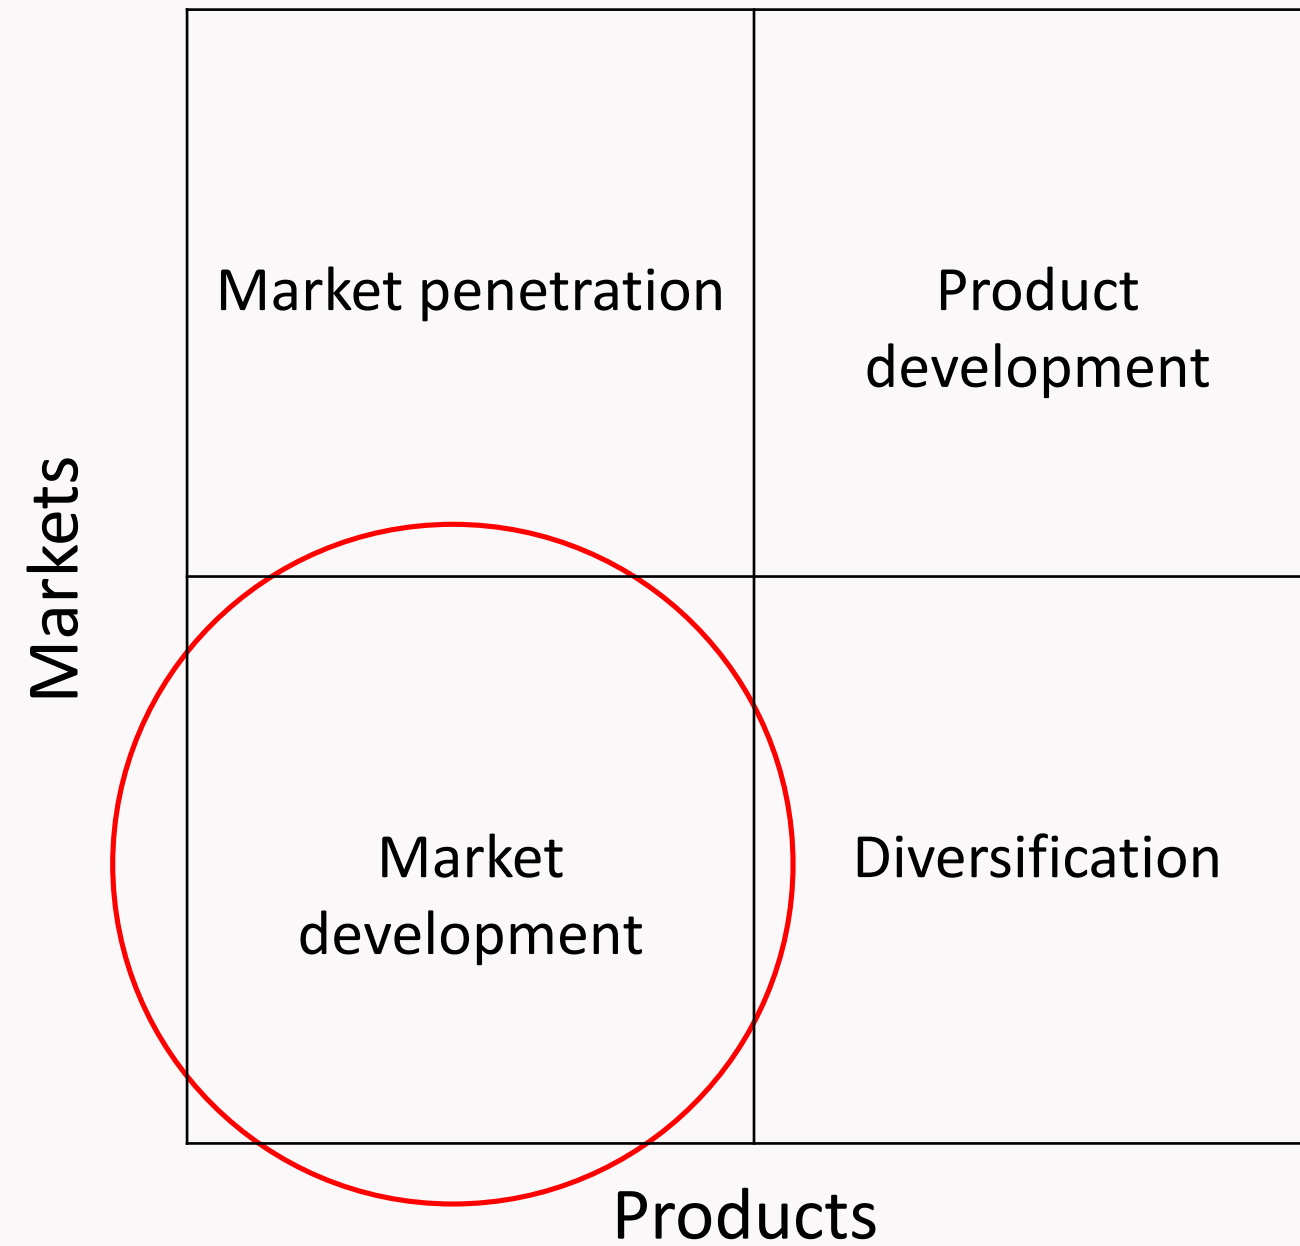 Market penetration
Product
development
Markets
Market
development
Diversification
Products